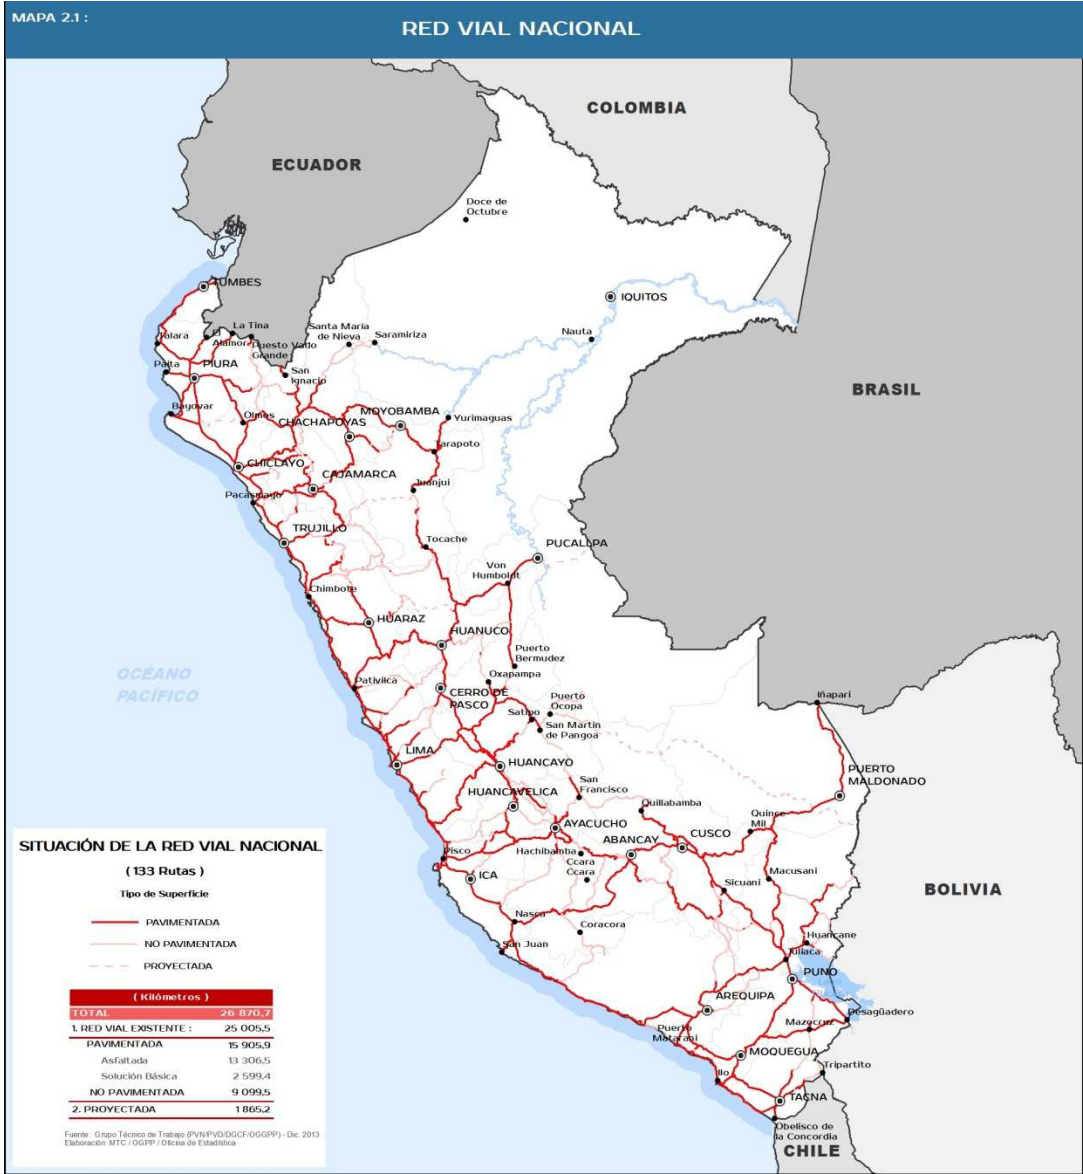 MAPA 2.1 :
RED VIAL NACIONAL
COLOMBIA
ECUADOR
Doce de
Octubre
TUMBES
IQUITOS
La Tina
Santa María
de Nieva
Saramiriza
Nauta
Talara
El
Alamor
Puesto Vado
Grande
PIURA
San
Ignacio
Paita
BRASIL
Bayovar
Olmos
MOYOBAMBA
Yurimaguas
CHACHAPOYAS
Tarapoto
CHICLAYO
CAJAMARCA
Juanjui
Pacasmayo
TRUJILLO
Tocache
PUCALLPA
Von
Humboldt
Chimbote
HUARAZ
HUANUCO
Puerto
Bermudez
OCÉANO
PACÍFICO
Oxapampa
Pativilca
CERRO DE
PASCO
Puerto
Ocopa
Satipo
San Martin
de Pangoa
Iñapari
LIMA
HUANCAYO
PUERTO
MALDONADO
HUANCAVELICA
San
Francisco
Quillabamba
Quince
Mil
AYACUCHO
ABANCAY
CUSCO
Pisco
Hachibamba
Ccara
Ccara
ICA
Sicuani
Macusani
BOLIVIA
Nasca
Coracora
San Juan
Huancane
Juliaca
PUNO
AREQUIPA
Desagüadero
Puerto
Matarani
Mazocruz
MOQUEGUA
Ilo
Tripartito
TACNA
Obelisco de
la Concordia
CHILE
SITUACIÓN DE LA RED VIAL NACIONAL
( 133 Rutas )
Tipo de Superficie
PAVIMENTADA
NO PAVIMENTADA
PROYECTADA
( Kilómetros )
TOTAL 26 870,7
1. RED VIAL EXISTENTE : 25 005,5
PAVIMENTADA 15 905,9
Asfaltada 13 306,5
Solución Básica 2 599,4
NO PAVIMENTADA 9 099,5
2. PROYECTADA 1 865,2
Fuente: Grupo Técnico de Trabajo (PVN/PVD/DGCF/OGGPP) - Dic. 2013
Elaboración: MTC / OGPP / Oficina de Estadística